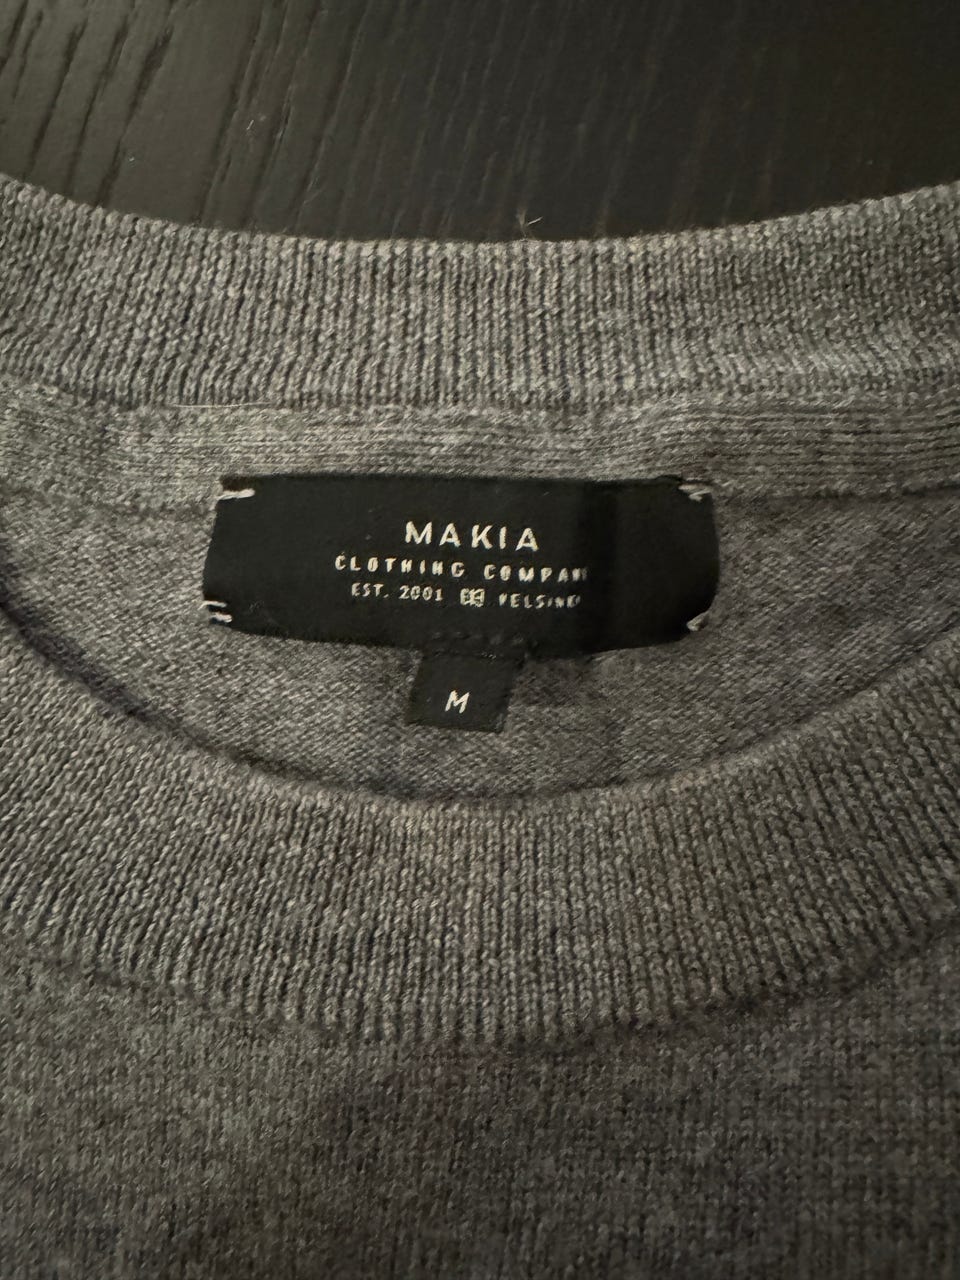 MAKIA
CLOTHING COMPANY
EST. 2001 HELSINKI
M